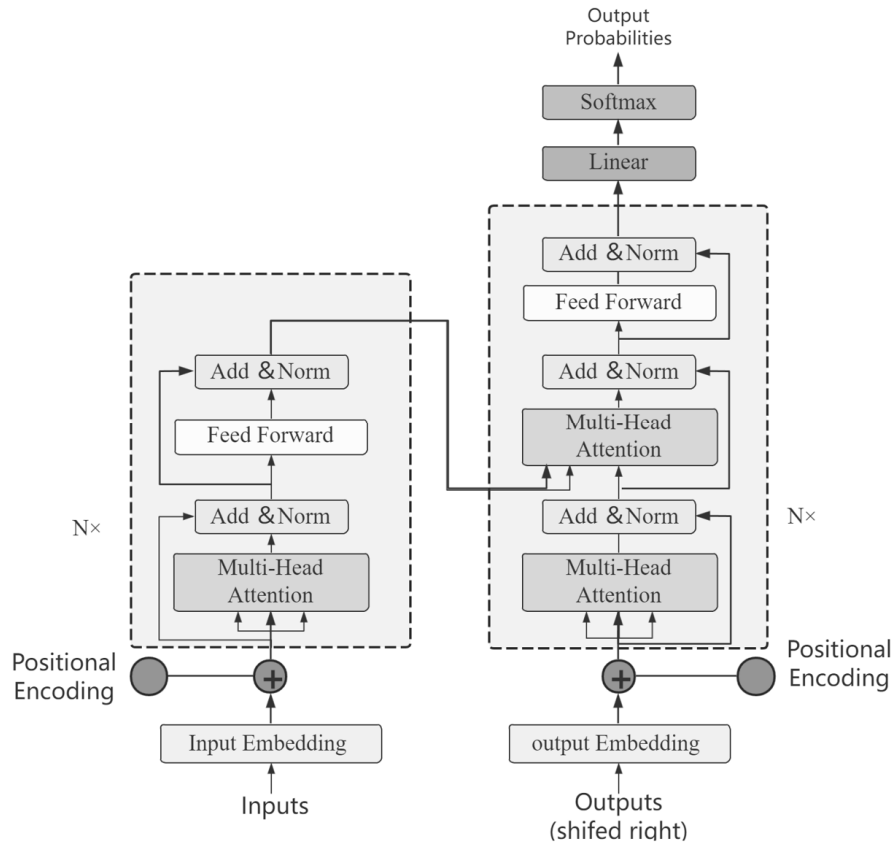 Output
Probabilities
Softmax
Linear
Add &Norm
Feed Forward
Add &Norm
Multi-Head
Attention
Add &Norm
Multi-Head
Attention
N×
Positional
Encoding
output Embedding
Outputs
(shifed right)
Add &Norm
Feed Forward
Add &Norm
Multi-Head
Attention
N×
Positional
Encoding
Input Embedding
Inputs